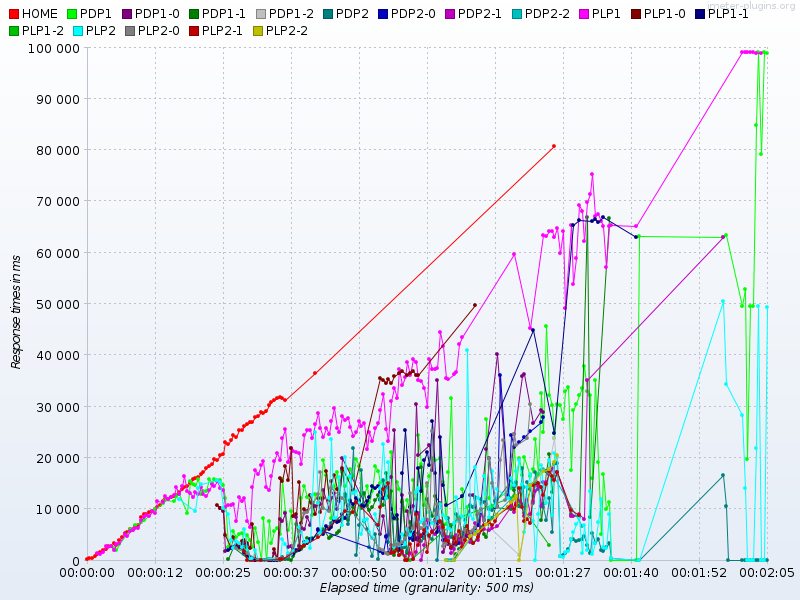 jmeter-plugins.org
HOME PDP1 PDP1-0 PDP1-1 PDP1-2 PDP2 PDP2-0 PDP2-1 PDP2-2 PLP1 PLP1-0 PLP1-1
PLP1-2 PLP2 PLP2-0 PLP2-1 PLP2-2
100 000
90 000
80 000
70 000
60 000
50 000
40 000
30 000
20 000
10 000
0
Response times in ms
00:00:00 00:00:12 00:00:25 00:00:37 00:00:50 00:01:02 00:01:15 00:01:27 00:01:40 00:01:52 00:02:05
Elapsed time (granularity: 500 ms)